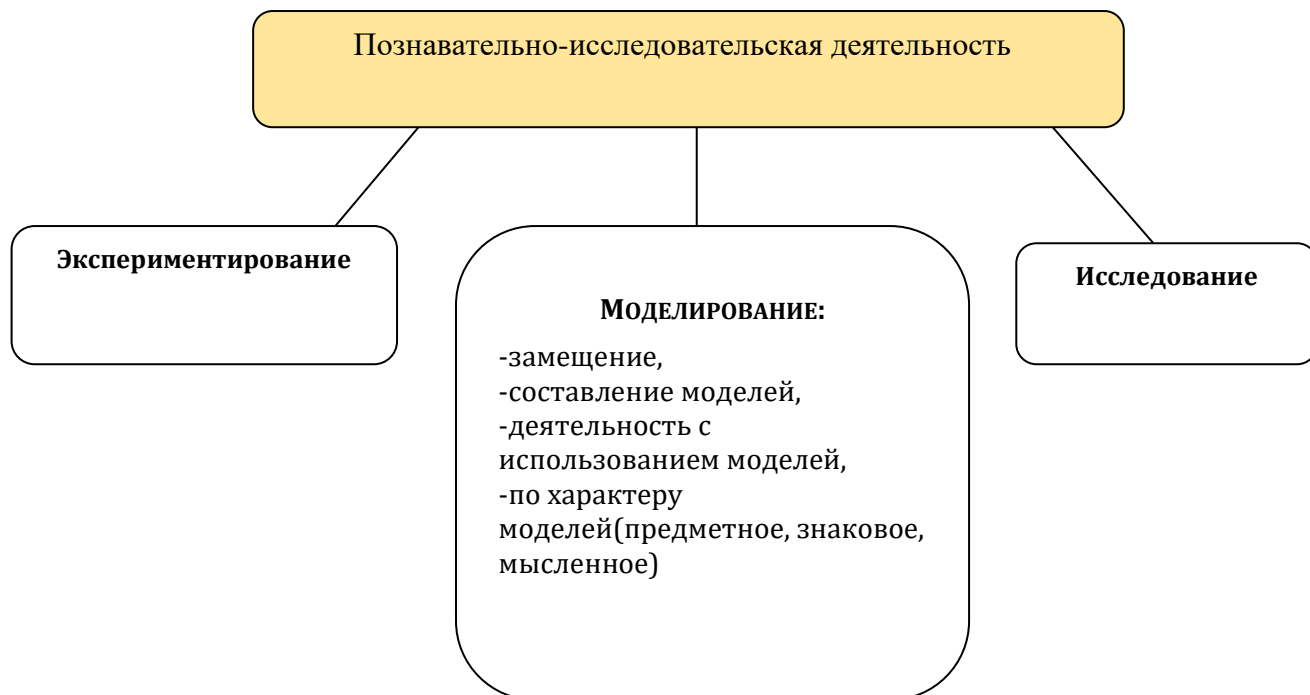 Познавательно-исследовательская деятельность
Экспериментирование
МОДЕЛИРОВАНИЕ:
-замещение,
-составление моделей,
-деятельность с
использованием моделей,
-по характеру
моделей(предметное, знаковое,
мысленное)
Исследование